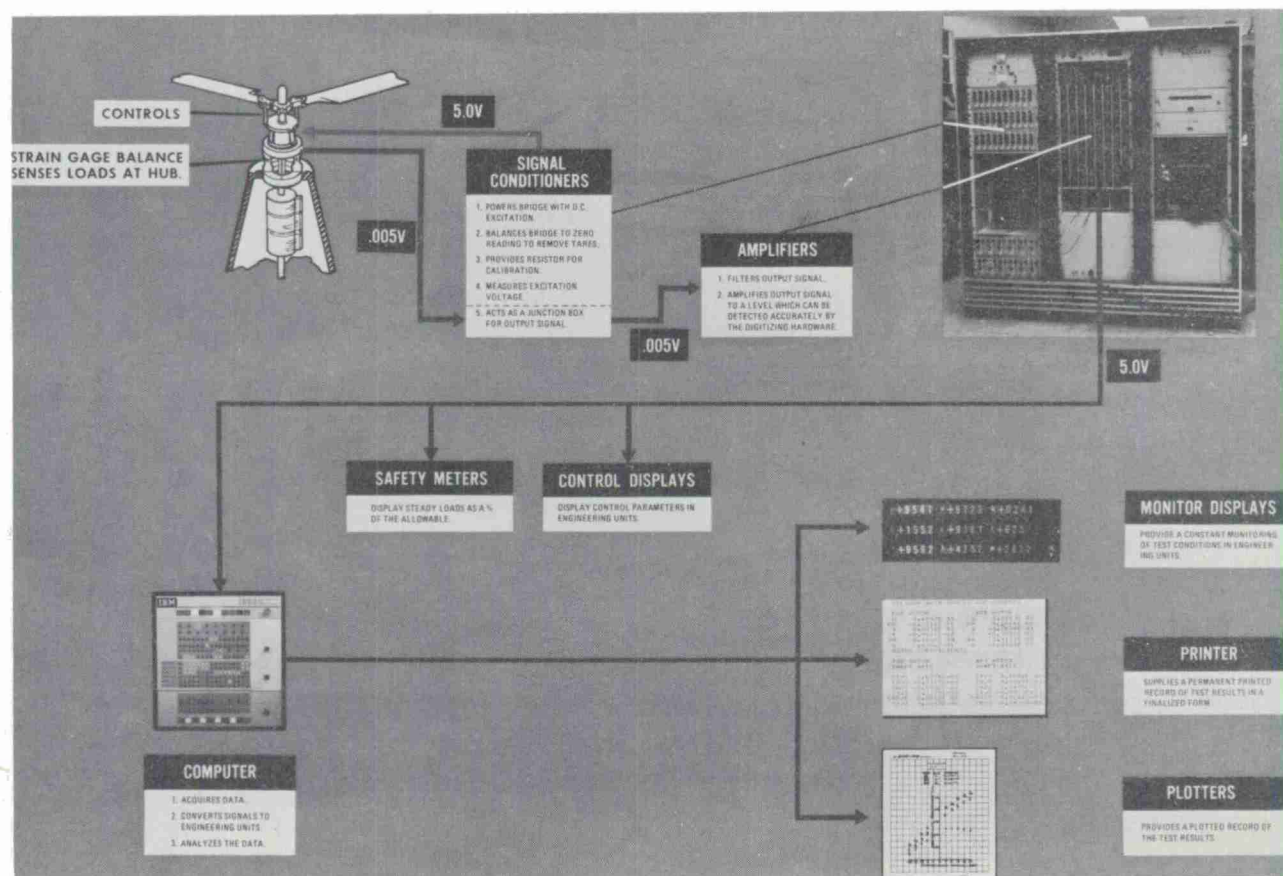 CONTROLS
STRAIN GAGE BALANCE
SENSES LOADS AT HUB.
5.0V
.005V
SIGNAL
CONDITIONERS
1. POWERS BRIDGE WITH D.C.
EXCITATION.
2. BALANCES BRIDGE TO ZERO
READING TO REMOVE TARES.
3. PROVIDES RESISTOR FOR
CALIBRATION.
4. MEASURES EXCITATION
VOLTAGE
5. ACTS AS A JUNCTION BOX
FOR OUTPUT SIGNAL.
.005V
AMPLIFIERS
1. FILTERS OUTPUT SIGNAL.
2. AMPLIFIES OUTPUT SIGNAL
TO A LEVEL WHICH CAN BE
DETECTED ACCURATELY BY
THE DIGITIZING HARDWARE.
5.0V
SAFETY METERS
DISPLAY STEADY LOADS AS A %
OF THE ALLOWABLE.
CONTROL DISPLAYS
DISPLAY CONTROL PARAMETERS IN
ENGINEERING UNITS.
MONITOR DISPLAYS
PROVIDE A CONSTANT MONITORING
OF TEST CONDITIONS IN ENGINEER
ING UNITS.
IBM
PRINTER
SUPPLIES A PERMANENT PRINTED
RECORD OF TEST RESULTS IN A
FINALIZED FORM.
COMPUTER
1. ACQUIRES DATA.
2. CONVERTS SIGNALS TO
ENGINEERING UNITS.
3. ANALYZES THE DATA.
PLOTTERS
PROVIDES A PLOTTED RECORD OF
THE TEST RESULTS.